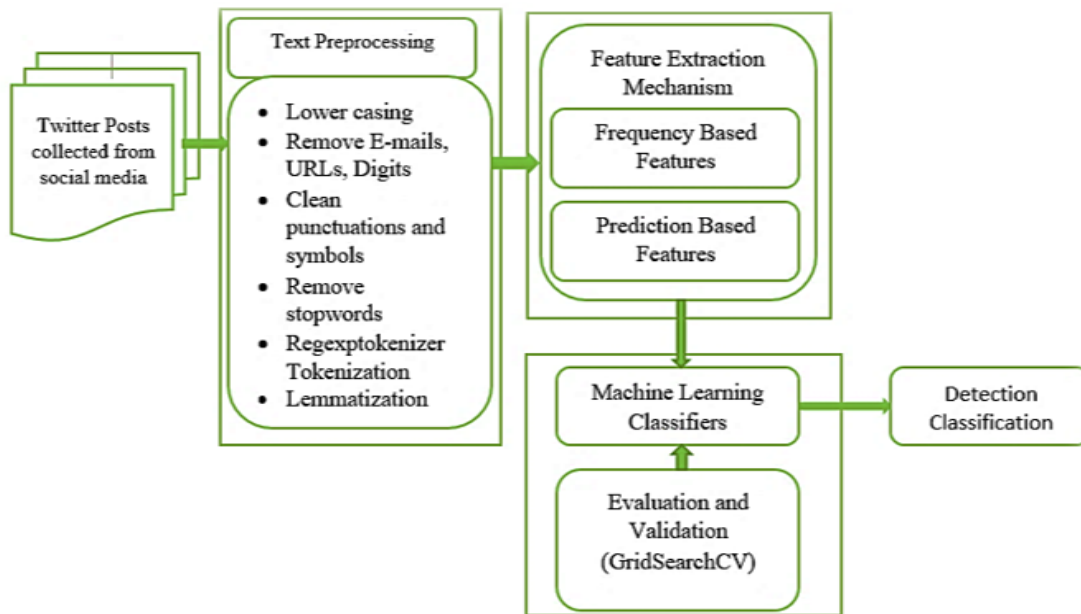 Twitter Posts
collected from
social media
Text Preprocessing
• Lower casing
• Remove E-mails,
URLs, Digits
• Clean
punctuations and
symbols
• Remove
stopwords
• Regexptokenizer
Tokenization
• Lemmatization
Feature Extraction
Mechanism
Frequency Based
Features
Prediction Based
Features
Machine Learning
Classifiers
Evaluation and
Validation
(GridSearchCV)
Detection
Classification